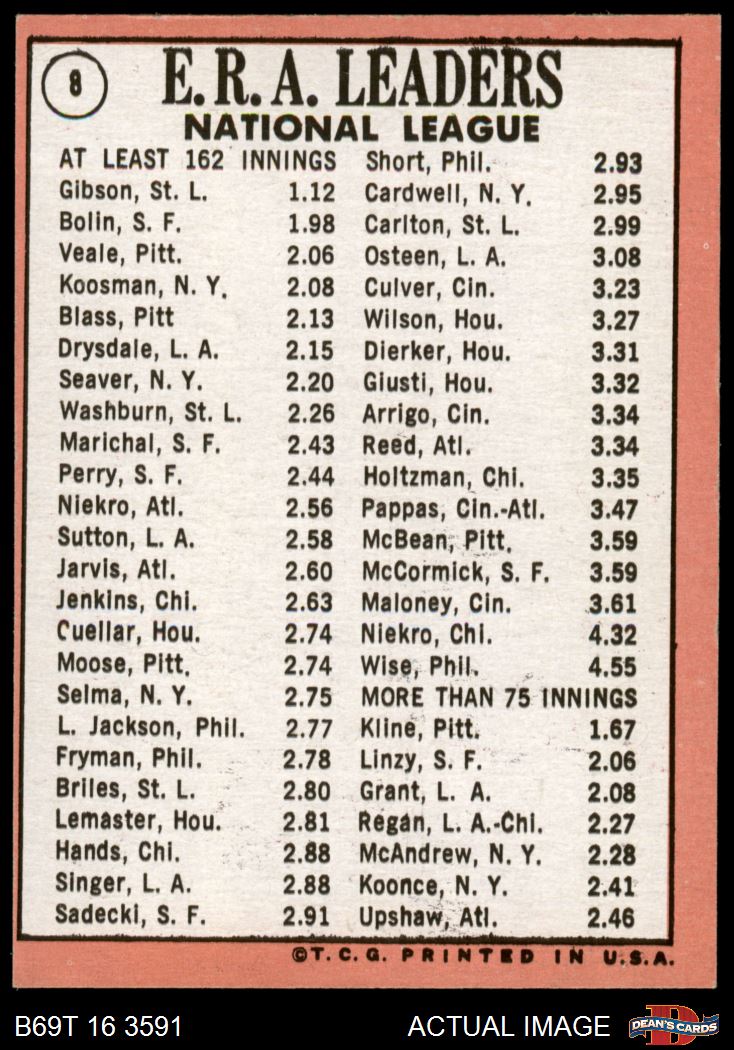 8
E. R. A. LEADERS
NATIONAL LEAGUE
AT LEAST 162 INNINGS
Gibson, St. L. 1.12
Bolin, S. F. 1.98
Veale, Pitt. 2.06
Koosman, N. Y. 2.08
Blass, Pitt 2.13
Drysdale, L. A. 2.15
Seaver, N. Y. 2.20
Washburn, St. L. 2.26
Marichal, S. F. 2.43
Perry, S. F. 2.44
Niekro, Atl. 2.56
Sutton, L. A. 2.58
Jarvis, Atl. 2.60
Jenkins, Chi. 2.63
Cuellar, Hou. 2.74
Moose, Pitt. 2.74
Selma, N. Y. 2.75
L. Jackson, Phil. 2.77
Fryman, Phil. 2.78
Briles, St. L. 2.80
Lemaster, Hou. 2.81
Hands, Chi. 2.88
Singer, L. A. 2.88
Sadecki, S. F. 2.91
Short, Phil. 2.93
Cardwell, N. Y. 2.95
Carlton, St. L. 2.99
Osteen, L. A. 3.08
Culver, Cin. 3.23
Wilson, Hou. 3.27
Dierker, Hou. 3.31
Giusti, Hou. 3.32
Arrigo, Cin. 3.34
Reed, Atl. 3.34
Holtzman, Chi. 3.35
Pappas, Cin.-Atl. 3.47
McBean, Pitt. 3.59
McCormick, S. F. 3.59
Maloney, Cin. 3.61
Niekro, Chi. 4.32
Wise, Phil. 4.55
MORE THAN 75 INNINGS
Kline, Pitt. 1.67
Linzy, S. F. 2.06
Grant, L. A. 2.08
Regan, L. A.-Chi. 2.27
McAndrew, N. Y. 2.28
Koonce, N. Y. 2.41
Upshaw, Atl. 2.46
©T. C. G. PRINTED IN U.S.A.
B69T 16 3591 ACTUAL IMAGE
D
DEAN'S CARDS